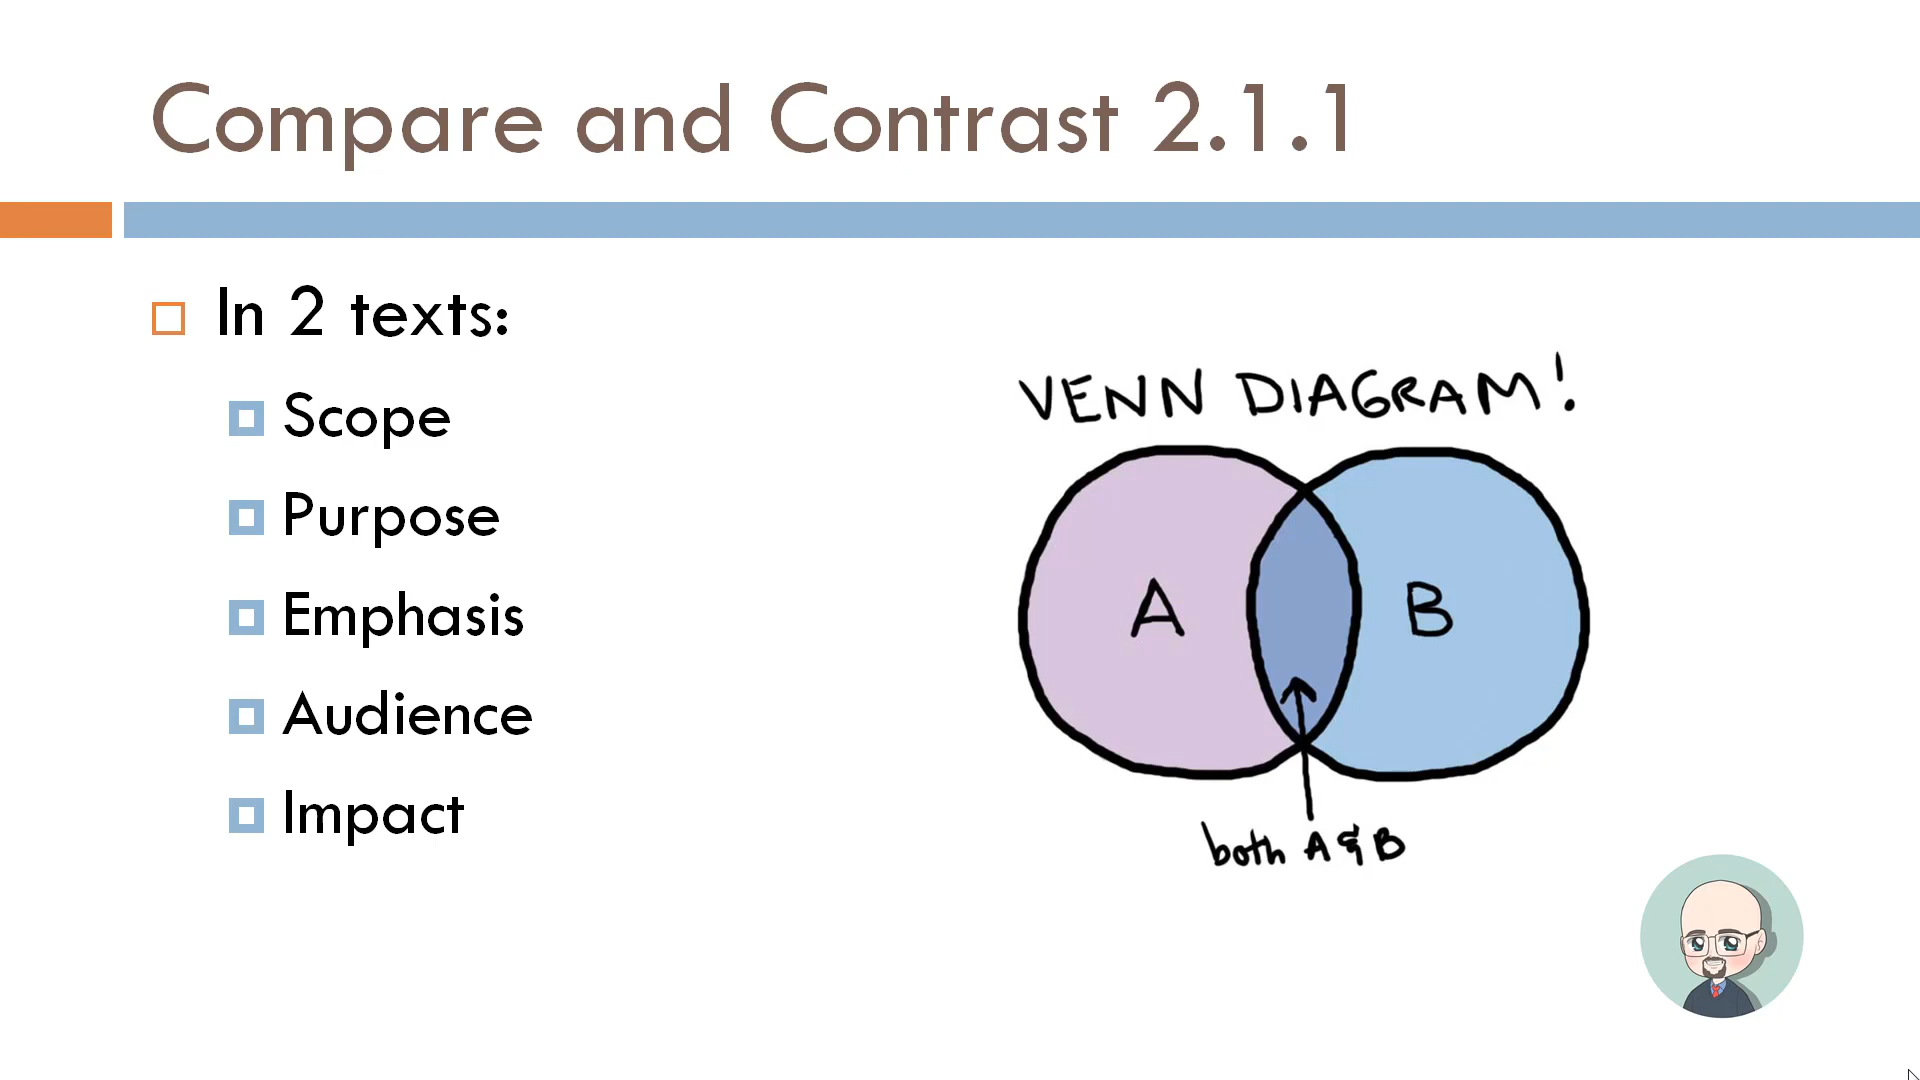 Compare and Contrast 2.1.1
In 2 texts:
Scope
Purpose
Emphasis
Audience
Impact
VENN DIAGRAM!
A
B
both A & B